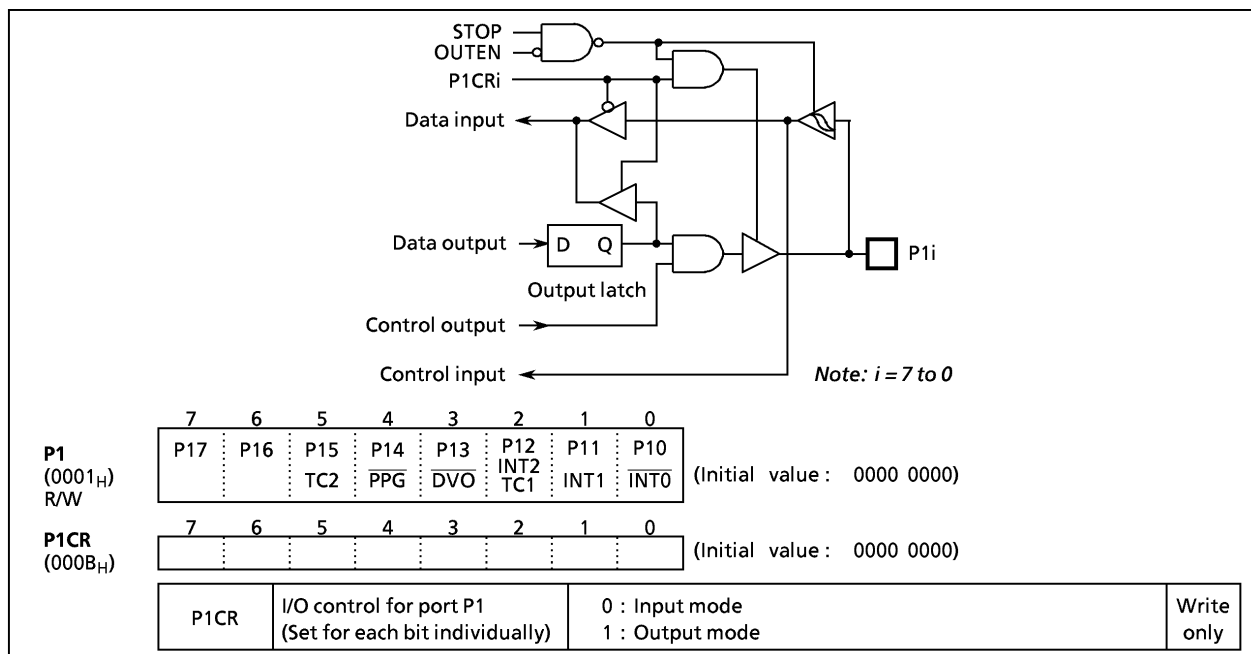 STOP
OUTEN
P1CRi
Data input
Data output
D Q
P1i
Output latch
Control output
Control input
Note: i = 7 to 0
7 6 5 4 3 2 1 0
P1
(0001H)
R/W
P17 P16 P15 P14 P13 P12 P11 P10
TC2 PPG DVO INT2 TC1 INT1 INT0
(Initial value : 0000 0000)
7 6 5 4 3 2 1 0
P1CR
(000BH)
(Initial value : 0000 0000)
P1CR
I/O control for port P1
(Set for each bit individually)
0 : Input mode
1 : Output mode
Write
only